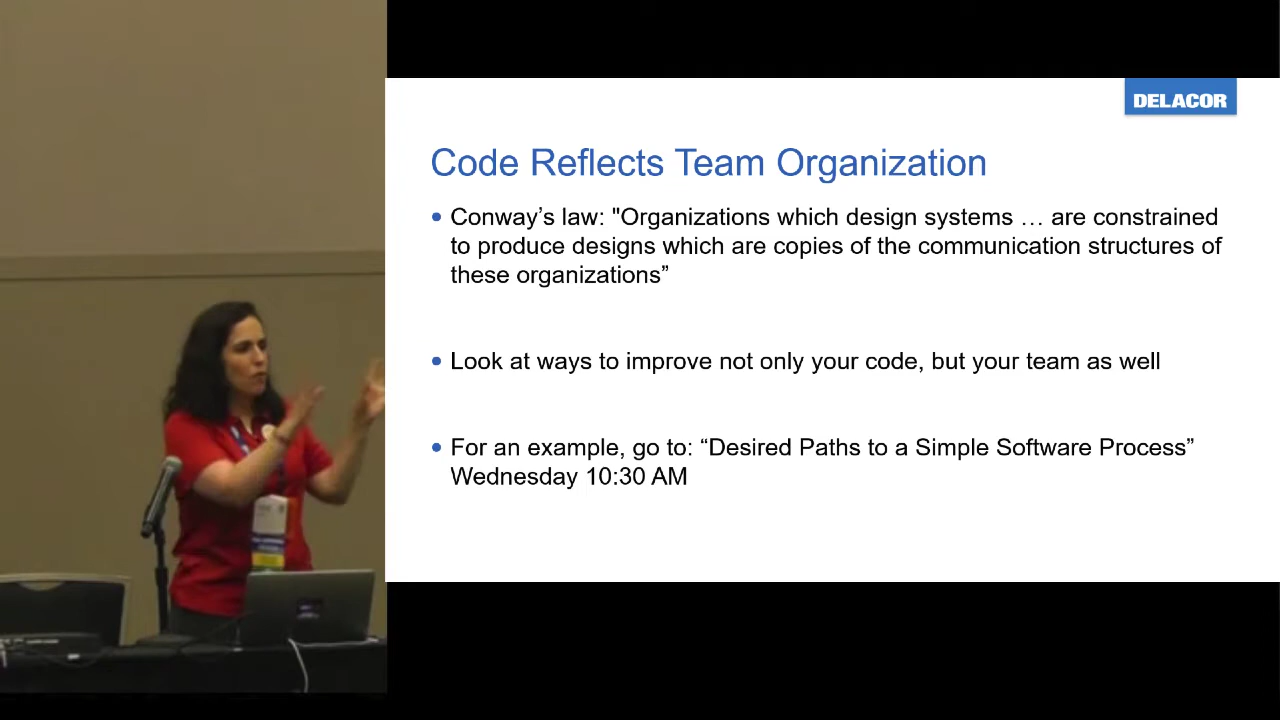 DELACOR
Code Reflects Team Organization
• Conway’s law: "Organizations which design systems … are constrained
to produce designs which are copies of the communication structures of
these organizations”
• Look at ways to improve not only your code, but your team as well
• For an example, go to: “Desired Paths to a Simple Software Process”
Wednesday 10:30 AM